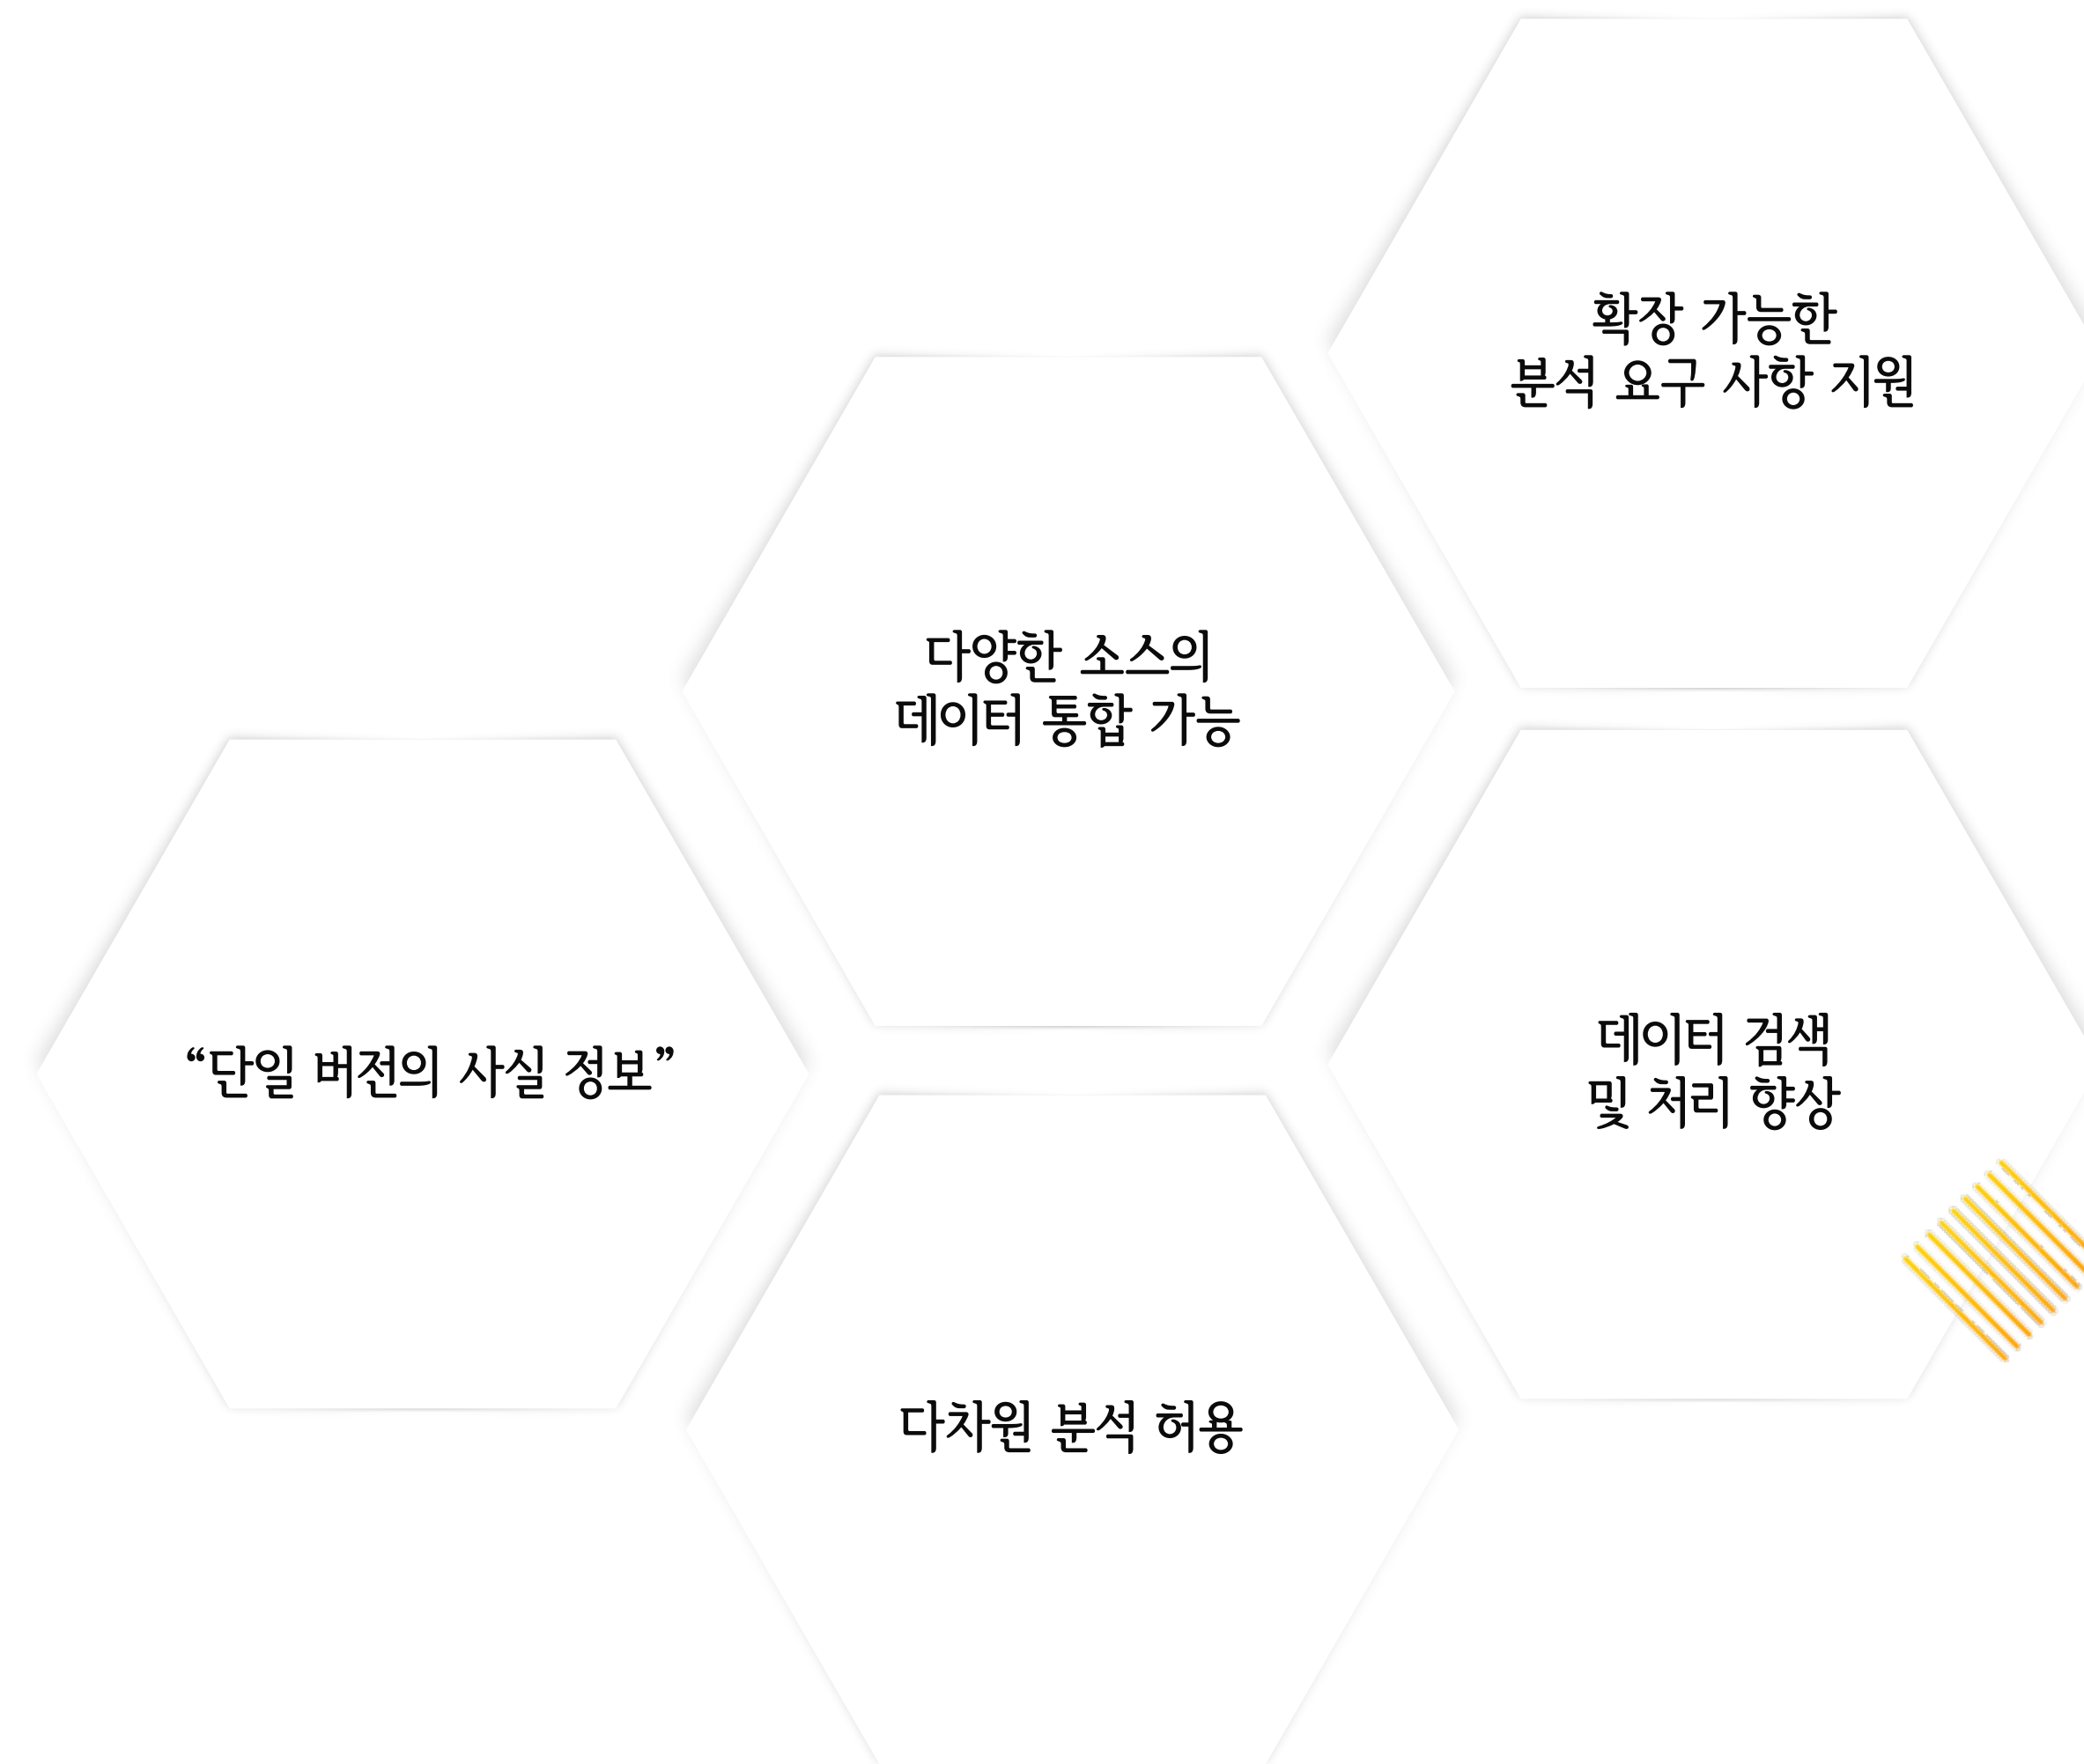 확장 가능한
분석 요구 사항 지원
다양한 소스의
데이터 통합 가능
데이터 검색
및 처리 향상
“단일 버전의 사실 정보”
다차원 분석 허용